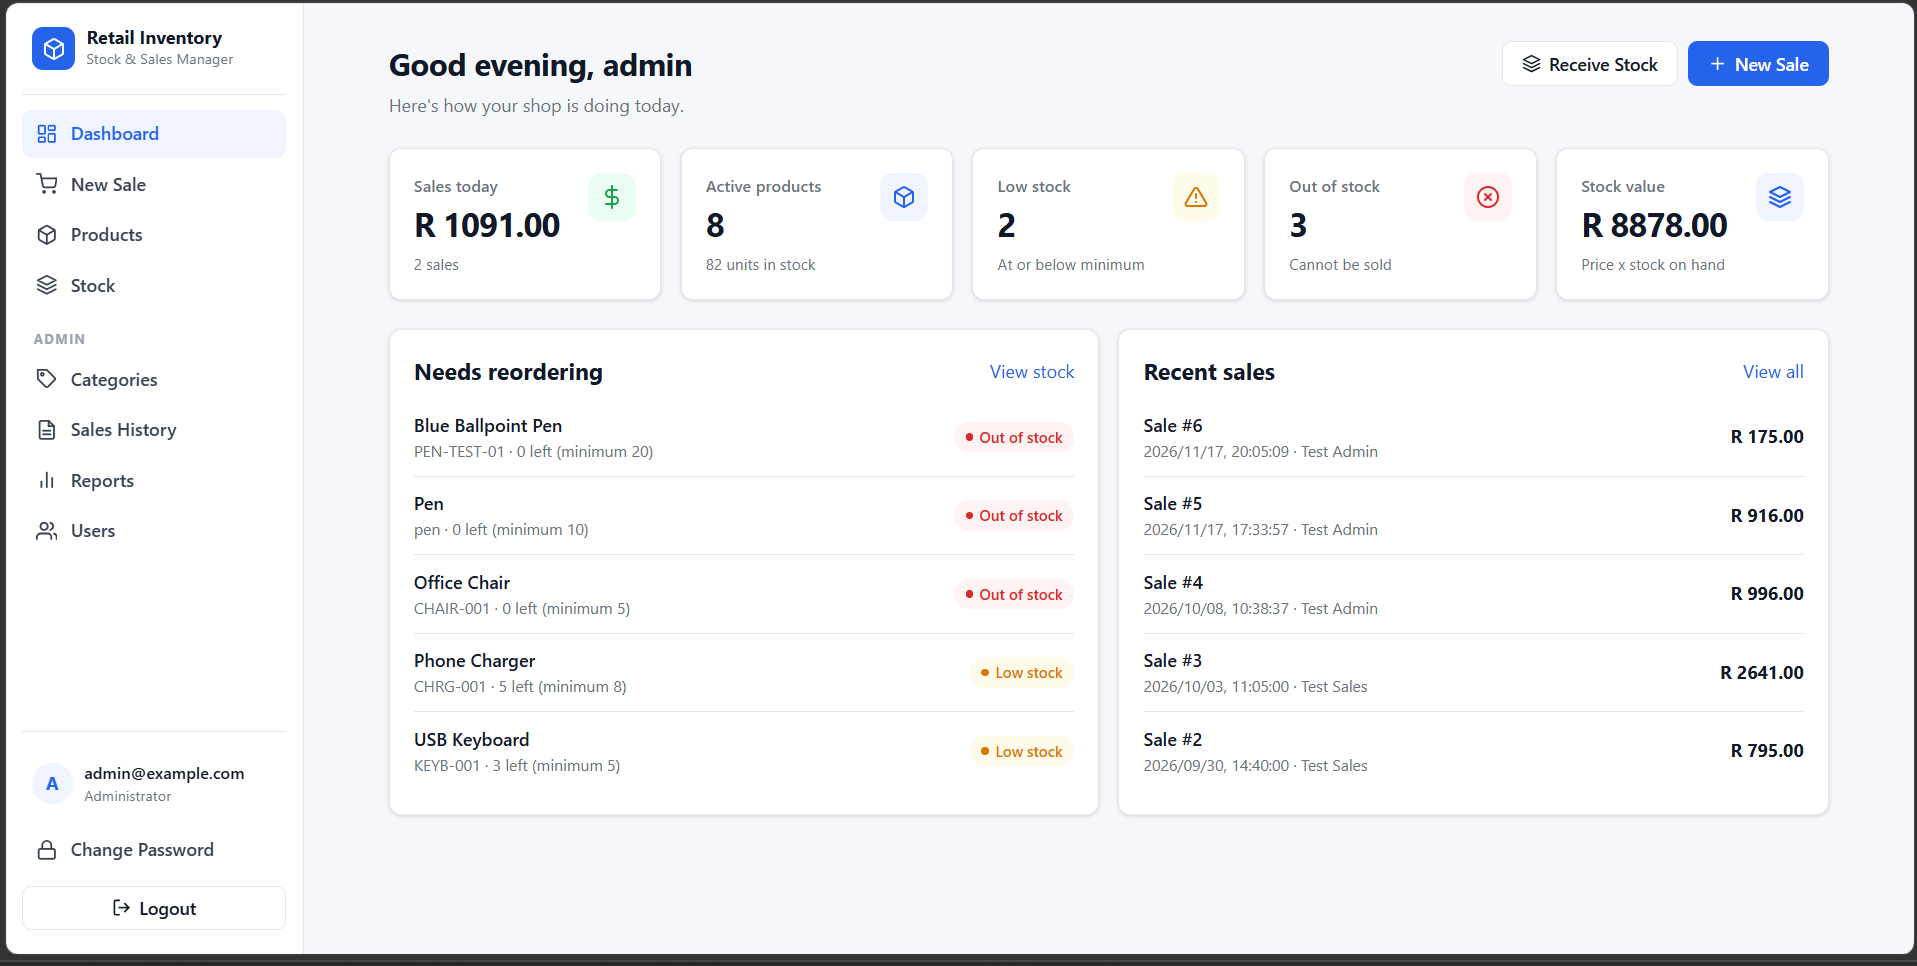 Retail Inventory
Stock & Sales Manager
Dashboard
New Sale
Products
Stock
ADMIN
Categories
Sales History
Reports
Users
A
admin@example.com
Administrator
Change Password
Logout
Good evening, admin
Here's how your shop is doing today.
Receive Stock
+ New Sale
Sales today
R 1091.00
2 sales
$
Active products
8
82 units in stock
Low stock
2
At or below minimum
Out of stock
3
Cannot be sold
Stock value
R 8878.00
Price x stock on hand
Needs reordering
View stock
Blue Ballpoint Pen
PEN-TEST-01 · 0 left (minimum 20)
Out of stock
Pen
pen · 0 left (minimum 10)
Out of stock
Office Chair
CHAIR-001 · 0 left (minimum 5)
Out of stock
Phone Charger
CHRG-001 · 5 left (minimum 8)
Low stock
USB Keyboard
KEYB-001 · 3 left (minimum 5)
Low stock
Recent sales
View all
Sale #6
2026/11/17, 20:05:09 · Test Admin
R 175.00
Sale #5
2026/11/17, 17:33:57 · Test Admin
R 916.00
Sale #4
2026/10/08, 10:38:37 · Test Admin
R 996.00
Sale #3
2026/10/03, 11:05:00 · Test Sales
R 2641.00
Sale #2
2026/09/30, 14:40:00 · Test Sales
R 795.00